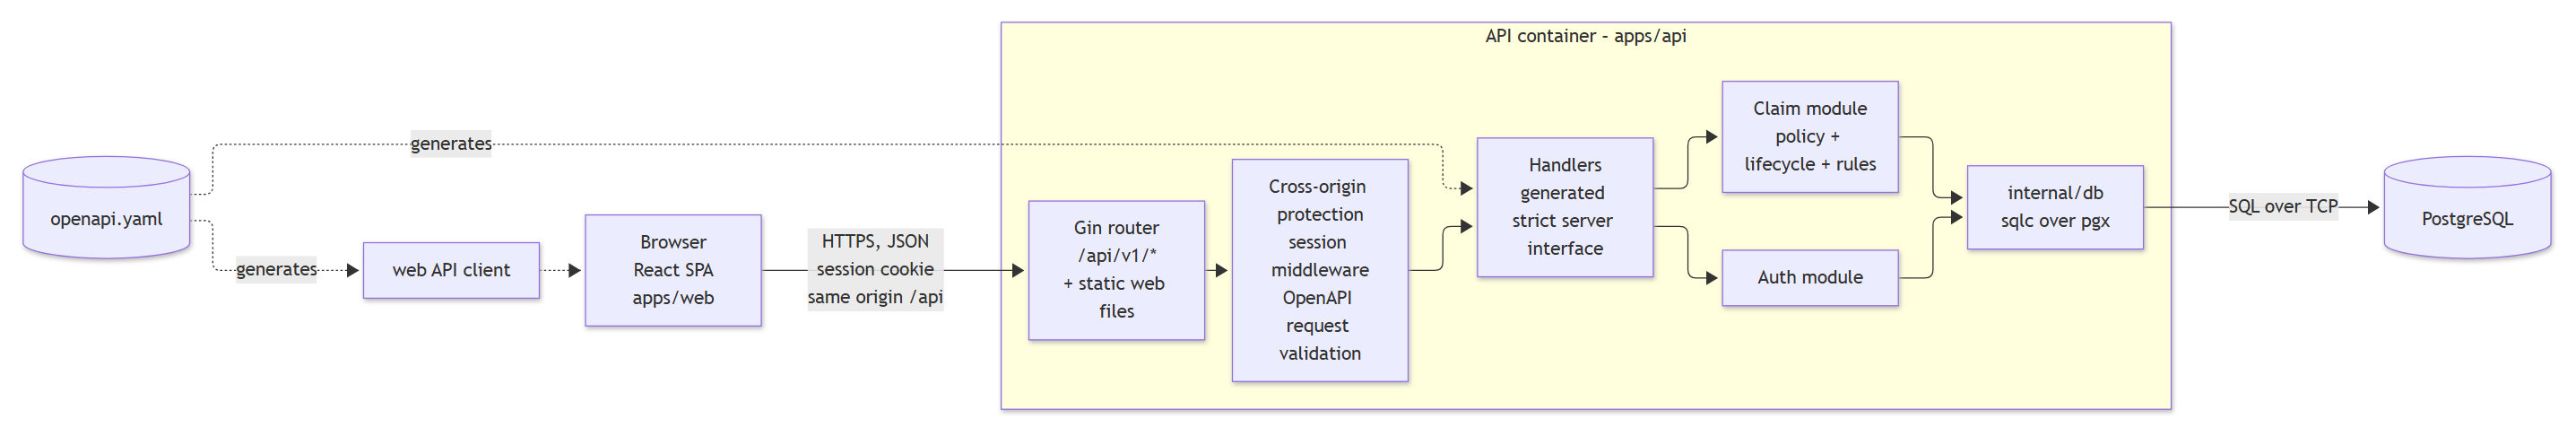 API container - apps/api
openapi.yaml
generates
generates
web API client
Browser
React SPA
apps/web
HTTPS, JSON
session cookie
same origin /api
Gin router
/api/v1/*
+ static web
files
Cross-origin
protection
session
middleware
OpenAPI
request
validation
Handlers
generated
strict server
interface
Claim module
policy +
lifecycle + rules
Auth module
internal/db
sqlc over pgx
SQL over TCP
PostgreSQL